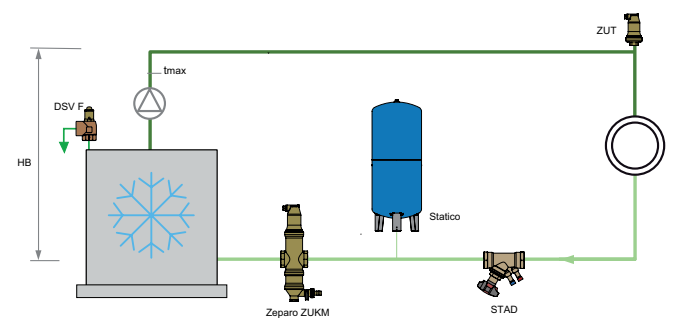 ZUT
tmax
DSV F
HB
Statico
Zeparo ZUKM
STAD